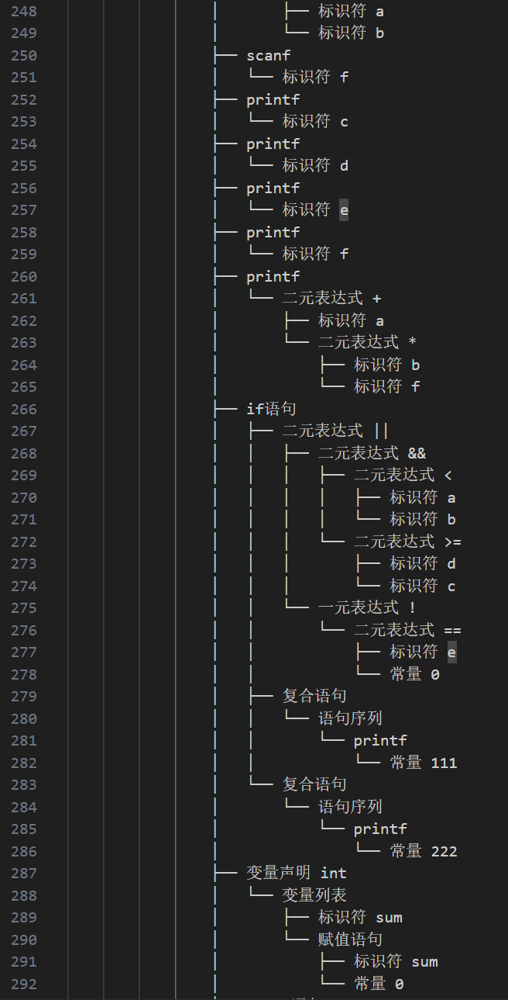 248 │ ├── 标识符 a
249 │ └── 标识符 b
250 ├── scanf
251 │ └── 标识符 f
252 ├── printf
253 │ └── 标识符 c
254 ├── printf
255 │ └── 标识符 d
256 ├── printf
257 │ └── 标识符 e
258 ├── printf
259 │ └── 标识符 f
260 ├── printf
261 │ └── 二元表达式 +
262 │ ├── 标识符 a
263 │ └── 二元表达式 *
264 │ ├── 标识符 b
265 │ └── 标识符 f
266 ├── if语句
267 │ ├── 二元表达式 ||
268 │ │ ├── 二元表达式 &&
269 │ │ │ ├── 二元表达式 <
270 │ │ │ │ ├── 标识符 a
271 │ │ │ │ └── 标识符 b
272 │ │ │ └── 二元表达式 >=
273 │ │ │ ├── 标识符 d
274 │ │ │ └── 标识符 c
275 │ │ └── 一元表达式 !
276 │ │ └── 二元表达式 ==
277 │ │ ├── 标识符 e
278 │ │ └── 常量 0
279 │ ├── 复合语句
280 │ │ └── 语句序列
281 │ │ └── printf
282 │ │ └── 常量 111
283 │ └── 复合语句
284 │ └── 语句序列
285 │ └── printf
286 │ └── 常量 222
287 ├── 变量声明 int
288 │ └── 变量列表
289 │ ├── 标识符 sum
290 │ └── 赋值语句
291 │ ├── 标识符 sum
292 │ └── 常量 0